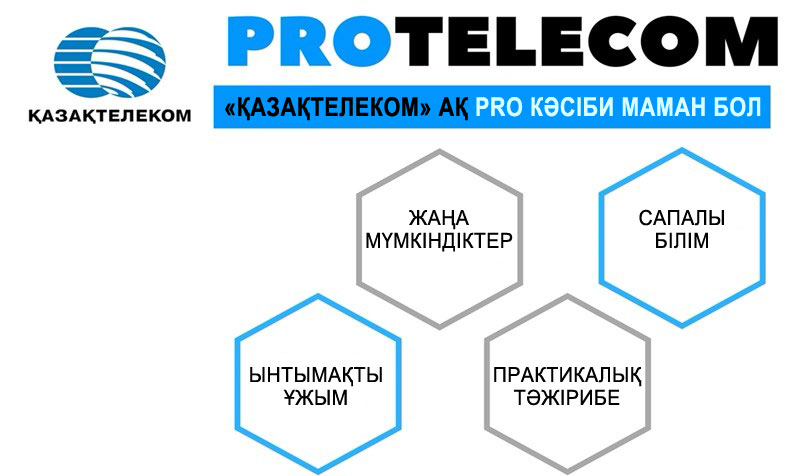 PROTELECOM
ҚАЗАҚТЕЛЕКОМ
«ҚАЗАҚТЕЛЕКОМ» АҚ PRO КӘСІБИ МАМАН БОЛ
ЖАҢА
МҮМКІНДІКТЕР
САПАЛЫ
БІЛІМ
ЫНТЫМАҚТЫ
ҰЖЫМ
ПРАКТИКАЛЫҚ
ТӘЖІРИБЕ